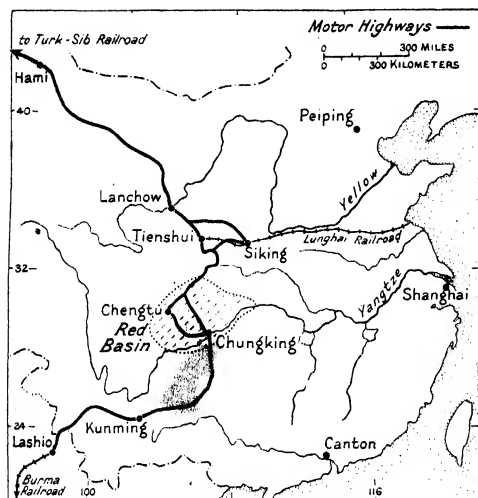 Motor Highways
to Turk-Sib Railroad
0 300 MILES
0 300 KILOMETERS
Hami
40
Peiping
Lanchow
Yellow
Tienshui
Siking
Lunghai Railroad
32
Chengtu
Red
Basin
Yangtze
Shanghai
Chungking
24
Kunming
Lashio
Canton
Burma
Railroad
100
116